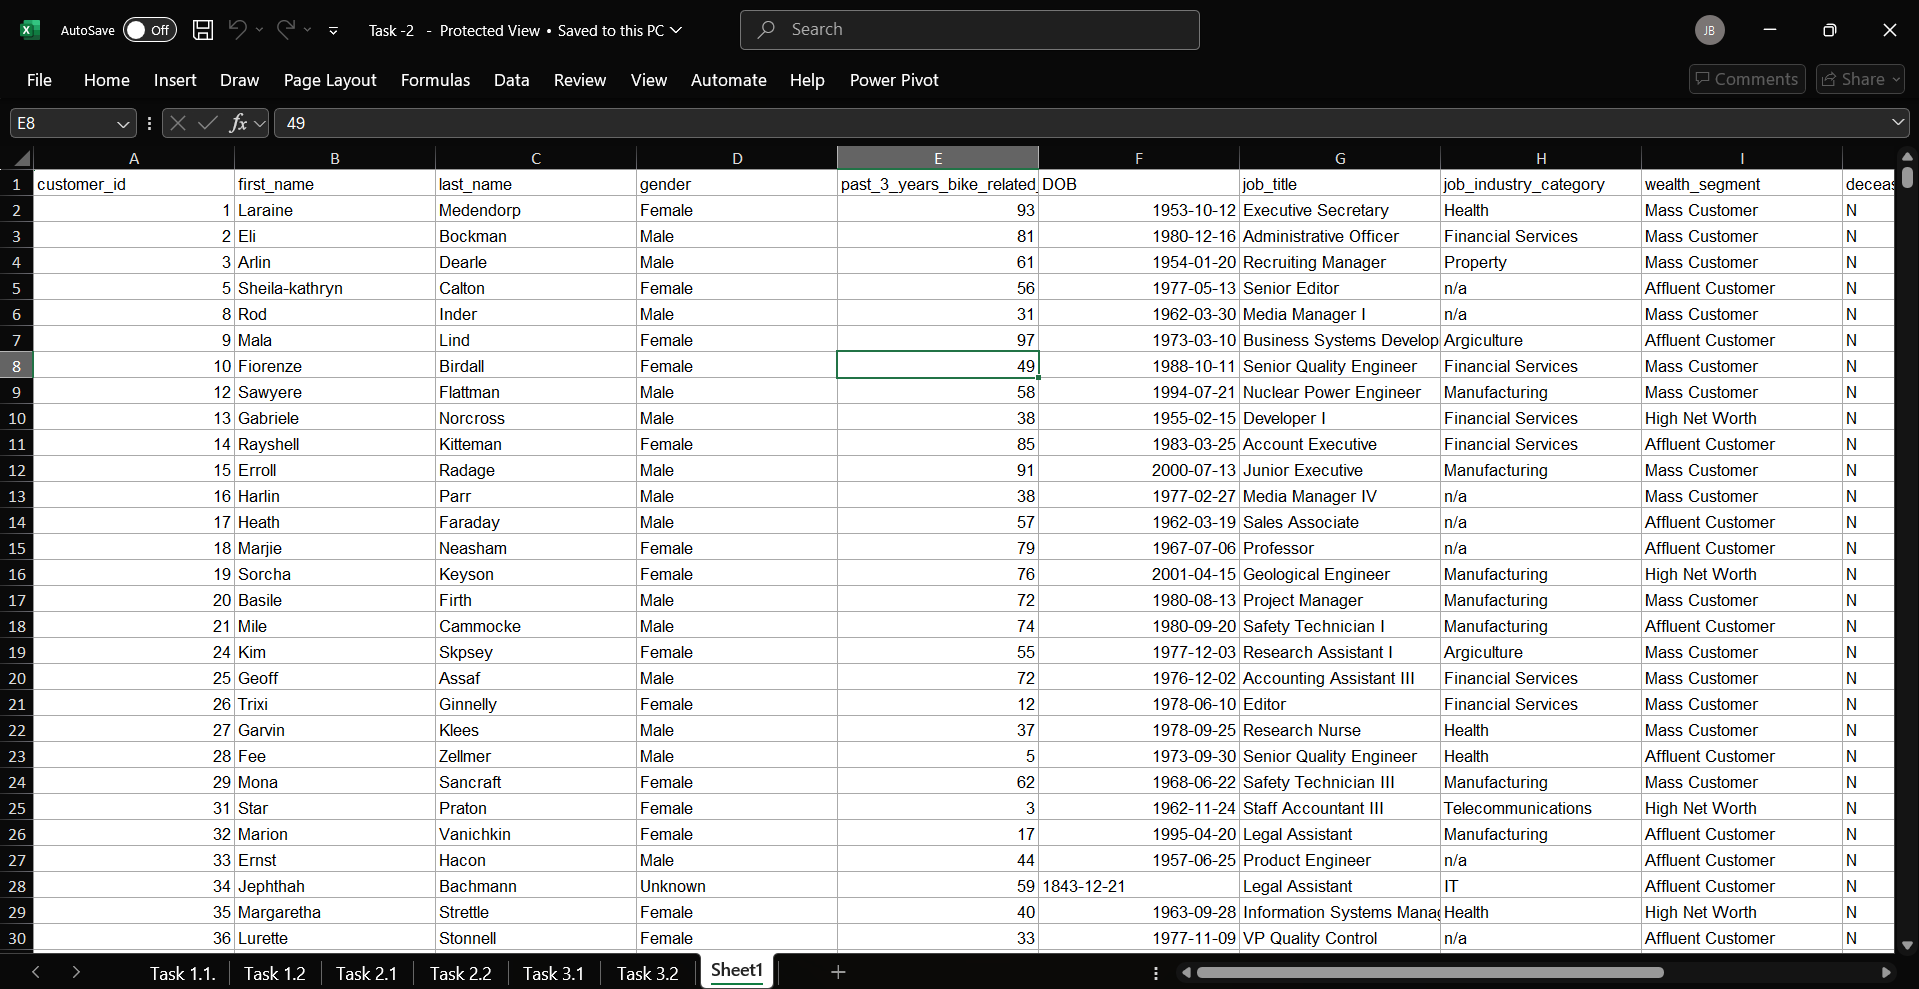 AutoSave Off Task -2 - Protected View • Saved to this PC Search JB
File Home Insert Draw Page Layout Formulas Data Review View Automate Help Power Pivot Comments Share
E8 fx 49
A B C D E F G H I
1 customer_id first_name last_name gender past_3_years_bike_related_ DOB job_title job_industry_category wealth_segment deceas
2 1 Laraine Medendorp Female 93 1953-10-12 Executive Secretary Health Mass Customer N
3 2 Eli Bockman Male 81 1980-12-16 Administrative Officer Financial Services Mass Customer N
4 3 Arlin Dearle Male 61 1954-01-20 Recruiting Manager Property Mass Customer N
5 5 Sheila-kathryn Calton Female 56 1977-05-13 Senior Editor n/a Affluent Customer N
6 8 Rod Inder Male 31 1962-03-30 Media Manager I n/a Mass Customer N
7 9 Mala Lind Female 97 1973-03-10 Business Systems Develop Argiculture Affluent Customer N
8 10 Fiorenze Birdall Female 49 1988-10-11 Senior Quality Engineer Financial Services Mass Customer N
9 12 Sawyere Flattman Male 58 1994-07-21 Nuclear Power Engineer Manufacturing Mass Customer N
10 13 Gabriele Norcross Male 38 1955-02-15 Developer I Financial Services High Net Worth N
11 14 Rayshell Kitteman Female 85 1983-03-25 Account Executive Financial Services Affluent Customer N
12 15 Erroll Radage Male 91 2000-07-13 Junior Executive Manufacturing Mass Customer N
13 16 Harlin Parr Male 38 1977-02-27 Media Manager IV n/a Mass Customer N
14 17 Heath Faraday Male 57 1962-03-19 Sales Associate n/a Affluent Customer N
15 18 Marjie Neasham Female 79 1967-07-06 Professor n/a Affluent Customer N
16 19 Sorcha Keyson Female 76 2001-04-15 Geological Engineer Manufacturing High Net Worth N
17 20 Basile Firth Male 72 1980-08-13 Project Manager Manufacturing Mass Customer N
18 21 Mile Cammocke Male 74 1980-09-20 Safety Technician I Manufacturing Affluent Customer N
19 24 Kim Skpsey Female 55 1977-12-03 Research Assistant I Argiculture Mass Customer N
20 25 Geoff Assaf Male 72 1976-12-02 Accounting Assistant III Financial Services Mass Customer N
21 26 Trixi Ginnelly Female 12 1978-06-10 Editor Financial Services Mass Customer N
22 27 Garvin Klees Male 37 1978-09-25 Research Nurse Health Mass Customer N
23 28 Fee Zellmer Male 5 1973-09-30 Senior Quality Engineer Health Affluent Customer N
24 29 Mona Sancraft Female 62 1968-06-22 Safety Technician III Manufacturing Mass Customer N
25 31 Star Praton Female 3 1962-11-24 Staff Accountant III Telecommunications High Net Worth N
26 32 Marion Vanichkin Female 17 1995-04-20 Legal Assistant Manufacturing Affluent Customer N
27 33 Ernst Hacon Male 44 1957-06-25 Product Engineer n/a Affluent Customer N
28 34 Jephthah Bachmann Unknown 59 1843-12-21 Legal Assistant IT Affluent Customer N
29 35 Margaretha Strettle Female 40 1963-09-28 Information Systems Manag Health High Net Worth N
30 36 Lurette Stonnell Female 33 1977-11-09 VP Quality Control n/a Affluent Customer N
Task 1.1. Task 1.2 Task 2.1 Task 2.2 Task 3.1 Task 3.2 Sheet1